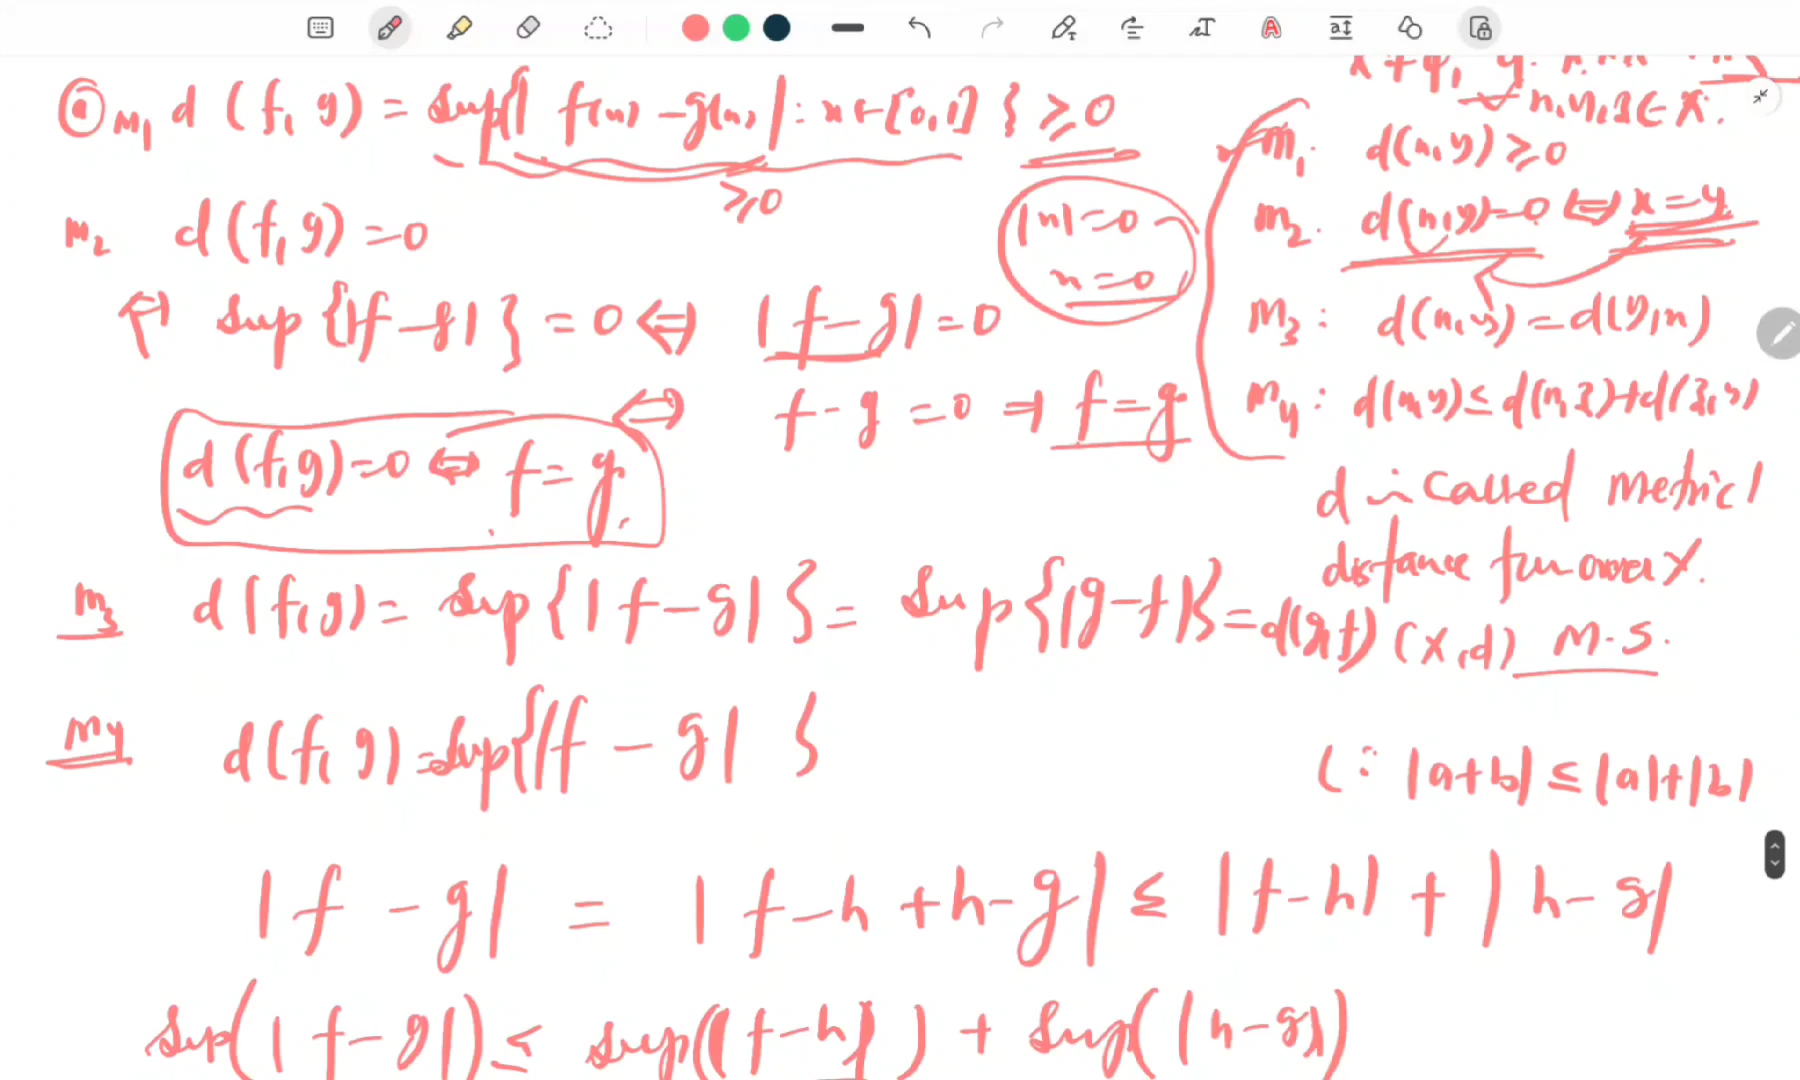 (a) M₁ d(f, g) = sup{| f(x) - g(x) | : x ∈ [0,1] } ≥ 0
≥ 0
M₂ d(f, g) = 0
⇔ sup {|f - g| } = 0 ⇔ |f - g| = 0
⇔ f - g = 0 ⇒ f = g
d(f, g) = 0 ⇔ f = g.
|x| = 0
x = 0
M₃ d(f, g) = sup{ |f - g| } = sup{|g - f|} = d(g, f)
M₄ d(f, g) = sup{|f - g| }
(∵ |a+b| ≤ |a|+|b|
|f - g| = | f - h + h - g| ≤ |f - h| + | h - g|
sup(|f - g|) ≤ sup(|f - h|) + sup(|h - g|)
x, y, z ∈ X.
M₁. d(x, y) ≥ 0
M₂. d(x, y) = 0 ⇔ x = y
M₃ : d(x, y) = d(y, x)
M₄ : d(x, y) ≤ d(x, z) + d(z, y)
d is called metric /
distance fun over X.
(X, d) M.S.